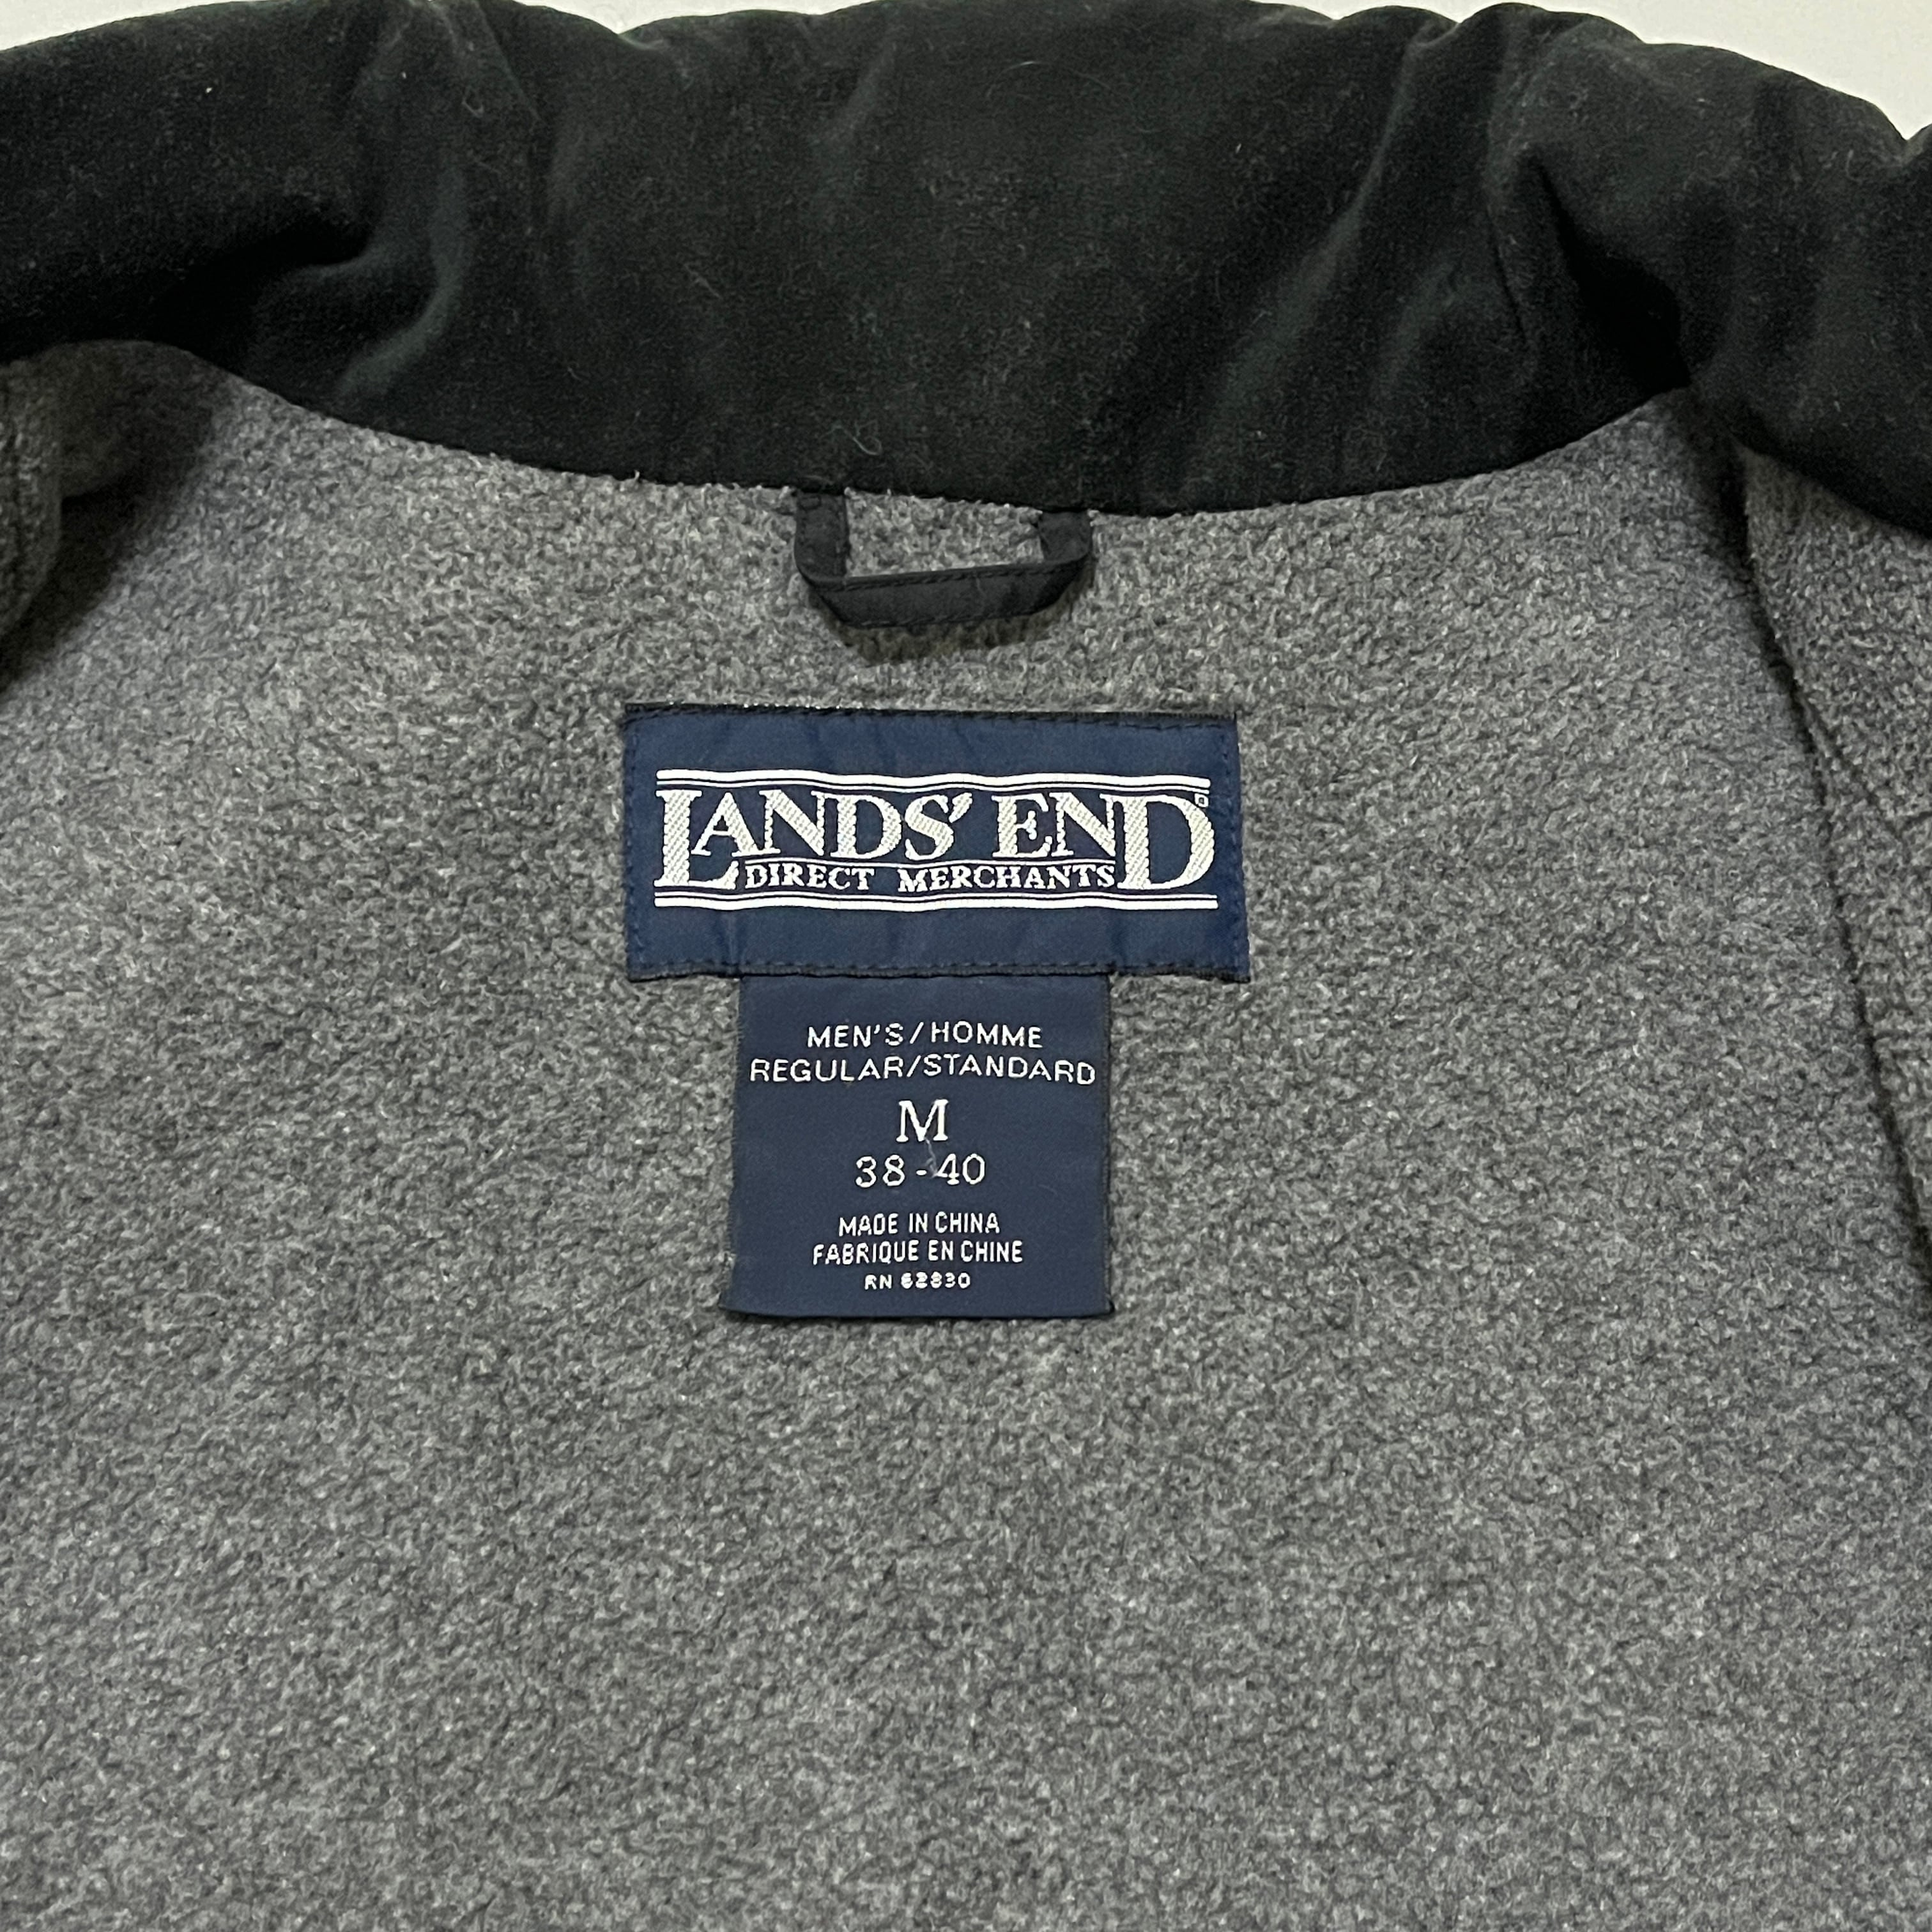 LANDS' END®
DIRECT MERCHANTS
MEN'S/HOMME
REGULAR/STANDARD
M
38-40
MADE IN CHINA
FABRIQUE EN CHINE
RN 62830